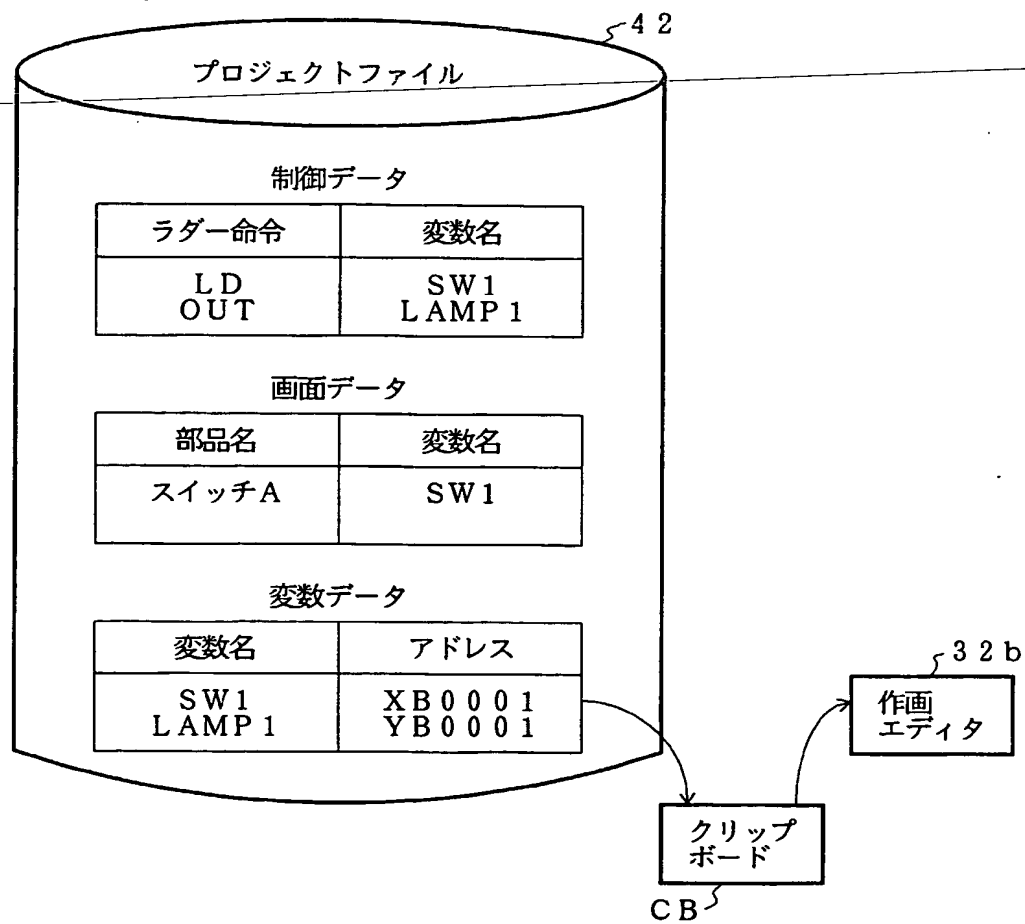 42
プロジェクトファイル
制御データ
ラダー命令 変数名
LD SW1
OUT LAMP1
画面データ
部品名 変数名
スイッチA SW1
変数データ
変数名 アドレス
SW1 XB0001
LAMP1 YB0001
32b
作画
エディタ
クリップ
ボード
CB